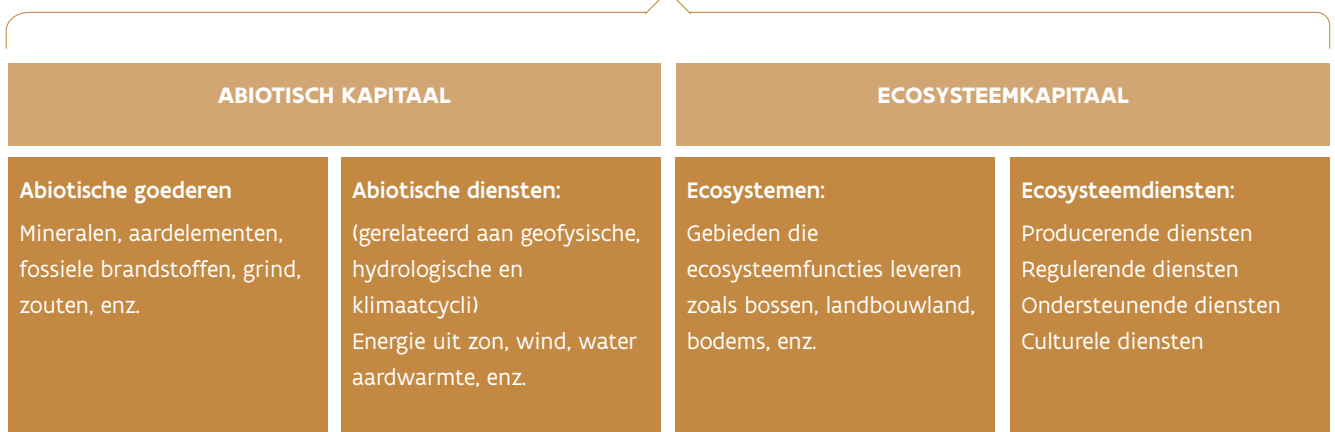 ABIOTISCH KAPITAAL
ECOSYSTEEMKAPITAAL
Abiotische goederen
Mineralen, aardelementen,
fossiele brandstoffen, grind,
zouten, enz.
Abiotische diensten:
(gerelateerd aan geofysische,
hydrologische en
klimaatcycli)
Energie uit zon, wind, water
aardwarmte, enz.
Ecosystemen:
Gebieden die
ecosysteemfuncties leveren
zoals bossen, landbouwland,
bodems, enz.
Ecosysteemdiensten:
Producerende diensten
Regulerende diensten
Ondersteunende diensten
Culturele diensten